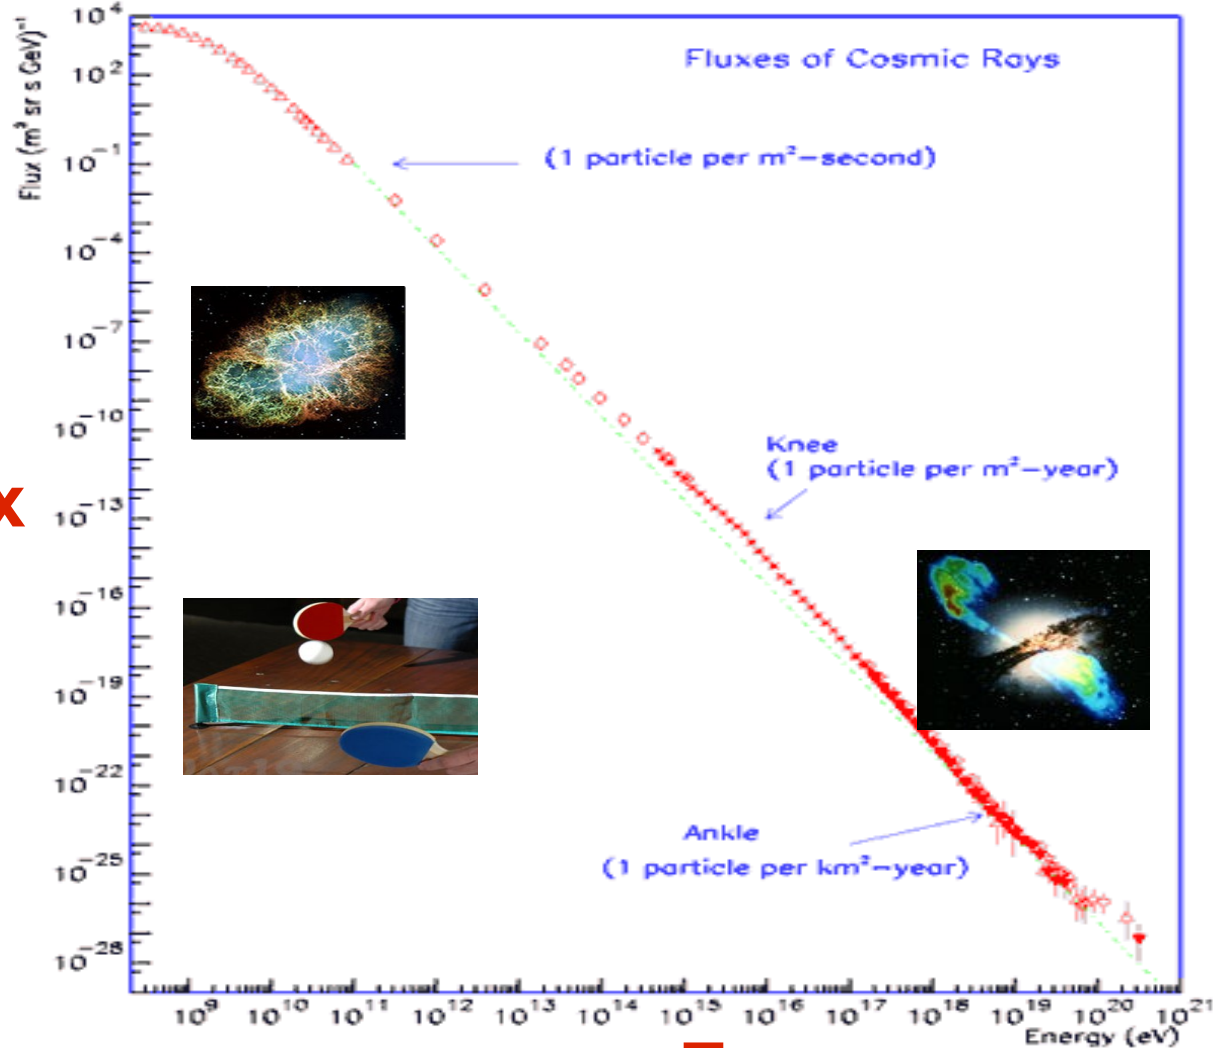 Fluxes of Cosmic Rays
Flux (m² sr s GeV)⁻¹
10⁴
10²
10⁻¹
10⁻⁴
10⁻⁷
10⁻¹⁰
10⁻¹³
10⁻¹⁶
10⁻¹⁹
10⁻²²
10⁻²⁵
10⁻²⁸
(1 particle per m²−second)
Knee
(1 particle per m²−year)
Ankle
(1 particle per km²−year)
x
10⁹ 10¹⁰ 10¹¹ 10¹² 10¹³ 10¹⁴ 10¹⁵ 10¹⁶ 10¹⁷ 10¹⁸ 10¹⁹ 10²⁰ 10²¹
Energy (eV)